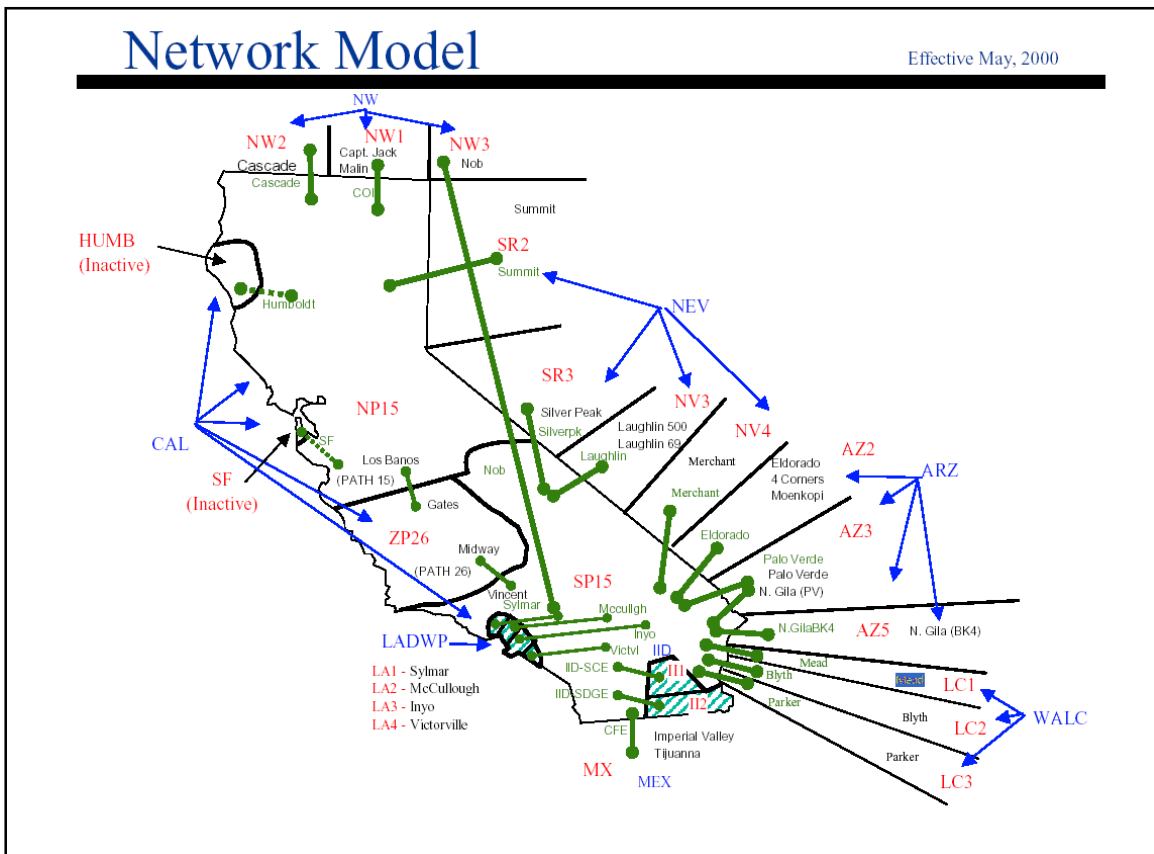 Network Model
Effective May, 2000
NW
NW2
NW1
NW3
Capt. Jack
Malin
Nob
Cascade
Cascade
COI
Summit
HUMB
(Inactive)
SR2
Summit
Humboldt
NEV
SR3
NP15
NV3
Silver Peak
Silverpk
Laughlin 500
Laughlin 69
NV4
CAL
SF
Los Banos
(PATH 15)
Nob
Laughlin
Merchant
AZ2
Eldorado
4 Corners
Moenkopi
ARZ
SF
(Inactive)
Gates
Merchant
AZ3
ZP26
Midway
(PATH 26)
Eldorado
Palo Verde
Palo Verde
N. Gila (PV)
SP15
Vincent
Sylmar
Mccullgh
Inyo
N.GilaBK4
AZ5
N. Gila (BK4)
LADWP
Victvl
IID
Mead
LA1 - Sylmar
LA2 - McCullough
LA3 - Inyo
LA4 - Victorville
IID-SCE
II1
Blyth
Mead
LC1
IID-SDGE
II2
Parker
Blyth
LC2
WALC
CFE
Imperial Valley
Tijuanna
Parker
LC3
MX
MEX